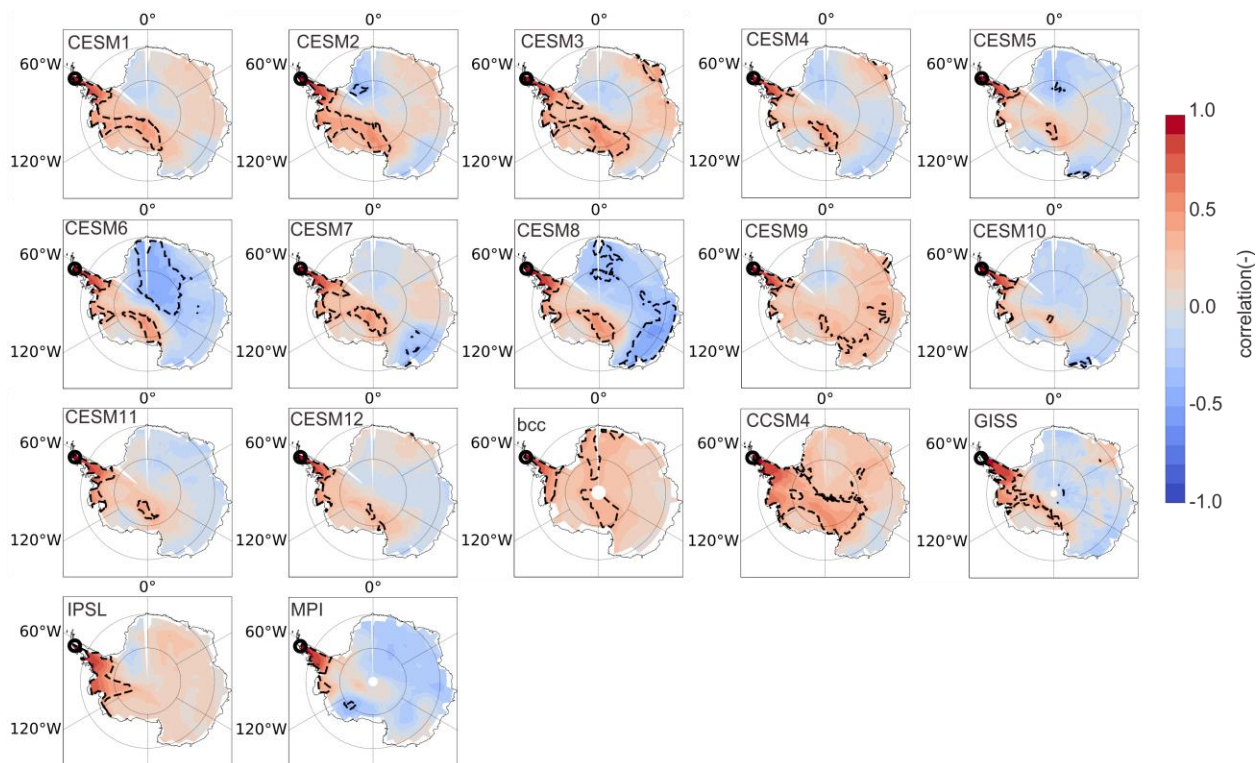 0° 0° 0° 0° 0°
CESM1 CESM2 CESM3 CESM4 CESM5
60°W 60°W 60°W 60°W 60°W
120°W 120°W 120°W 120°W 120°W
0° 0° 0° 0° 0°
CESM6 CESM7 CESM8 CESM9 CESM10
60°W 60°W 60°W 60°W 60°W
120°W 120°W 120°W 120°W 120°W
0° 0° 0° 0° 0°
CESM11 CESM12 bcc CCSM4 GISS
60°W 60°W 60°W 60°W 60°W
120°W 120°W 120°W 120°W 120°W
0° 0°
IPSL MPI
60°W 60°W
120°W 120°W
1.0
0.5
0.0
-0.5
-1.0
correlation(-)